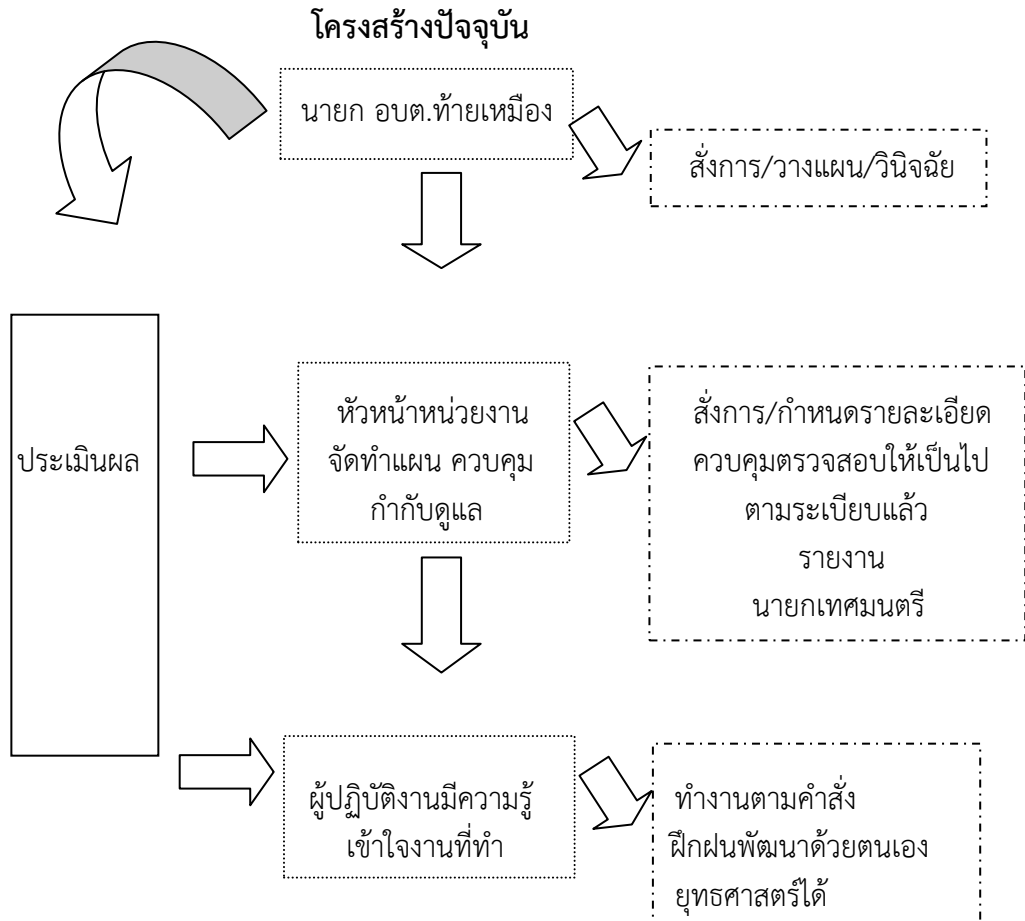 โครงสร้างปัจจุบัน
นายก อบต.ท้ายเหมือง
สั่งการ/วางแผน/วินิจฉัย
ประเมินผล
หัวหน้าหน่วยงาน
จัดทำแผน ควบคุม
กำกับดูแล
สั่งการ/กำหนดรายละเอียด
ควบคุมตรวจสอบให้เป็นไป
ตามระเบียบแล้ว
รายงาน
นายกเทศมนตรี
ผู้ปฏิบัติงานมีความรู้
เข้าใจงานที่ทำ
ทำงานตามคำสั่ง
ฝึกฝนพัฒนาด้วยตนเอง
ยุทธศาสตร์ได้